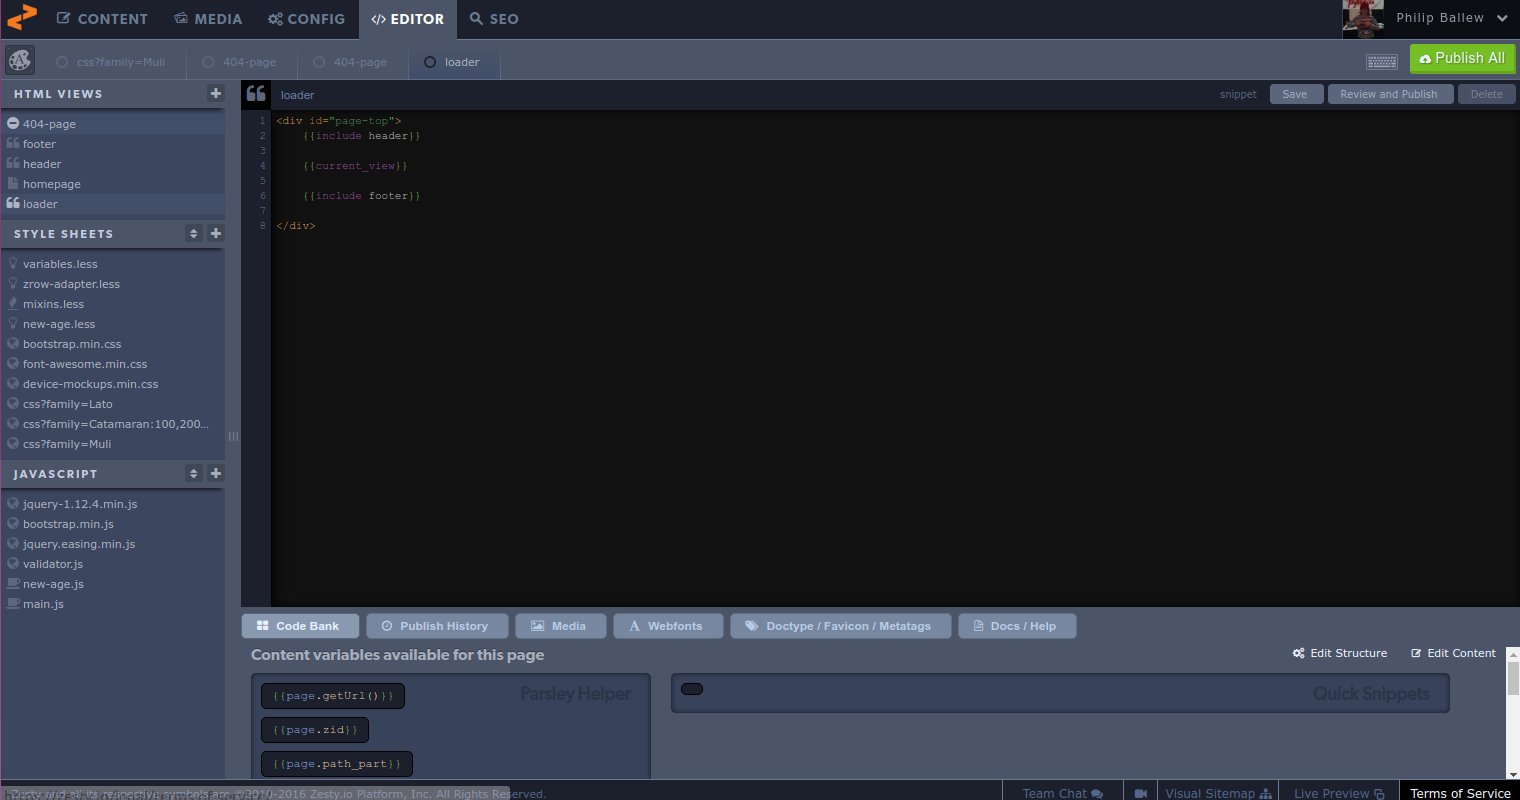 CONTENT MEDIA CONFIG </> EDITOR SEO Philip Ballew
css?family=Muli 404-page 404-page loader Publish All
HTML VIEWS
404-page
footer
header
homepage
loader
STYLE SHEETS
variables.less
zrow-adapter.less
mixins.less
new-age.less
bootstrap.min.css
font-awesome.min.css
device-mockups.min.css
css?family=Lato
css?family=Catamaran:100,200...
css?family=Muli
JAVASCRIPT
jquery-1.12.4.min.js
bootstrap.min.js
jquery.easing.min.js
validator.js
new-age.js
main.js
loader snippet Save Review and Publish Delete
1 <div id="page-top">
2 {{include header}}
3
4 {{current_view}}
5
6 {{include footer}}
7
8 </div>
Code Bank Publish History Media Webfonts Doctype / Favicon / Metatags Docs / Help
Content variables available for this page Edit Structure Edit Content
Parsley Helper Quick Snippets
{{page.getUrl()}}
{{page.zid}}
{{page.path_part}}
Zesty and all its respective symbols are ©2010-2016 Zesty.io Platform, Inc. All Rights Reserved. Team Chat Visual Sitemap Live Preview Terms of Service